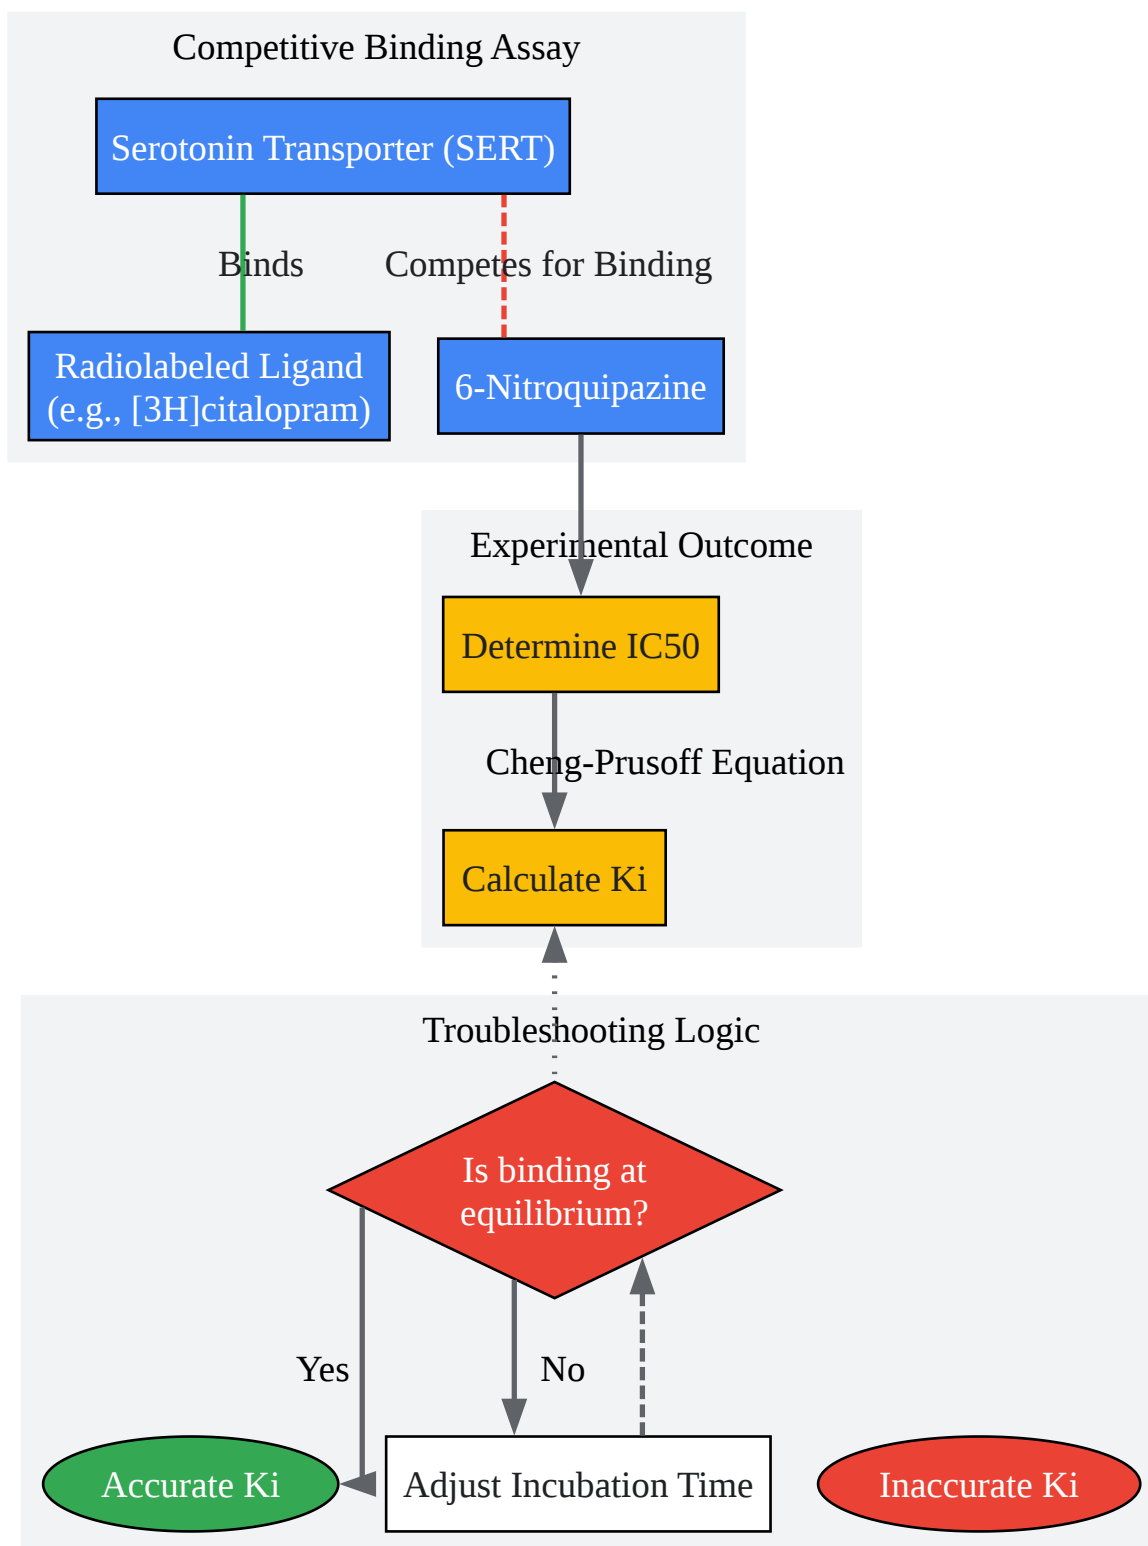 Competitive Binding Assay
Serotonin Transporter (SERT)
Binds
Competes for Binding
Radiolabeled Ligand
(e.g., [3H]citalopram)
6-Nitroquipazine
Experimental Outcome
Determine IC50
Cheng-Prusoff Equation
Calculate Ki
Troubleshooting Logic
Is binding at
equilibrium?
Yes
No
Accurate Ki
Adjust Incubation Time
Inaccurate Ki